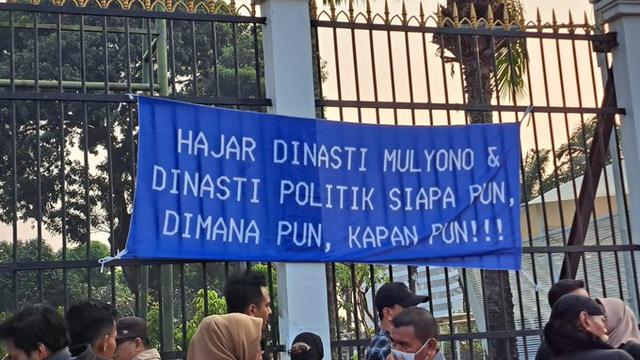 HAJAR DINASTI MULYONO &
DINASTI POLITIK SIAPA PUN,
DIMANA PUN, KAPAN PUN!!!